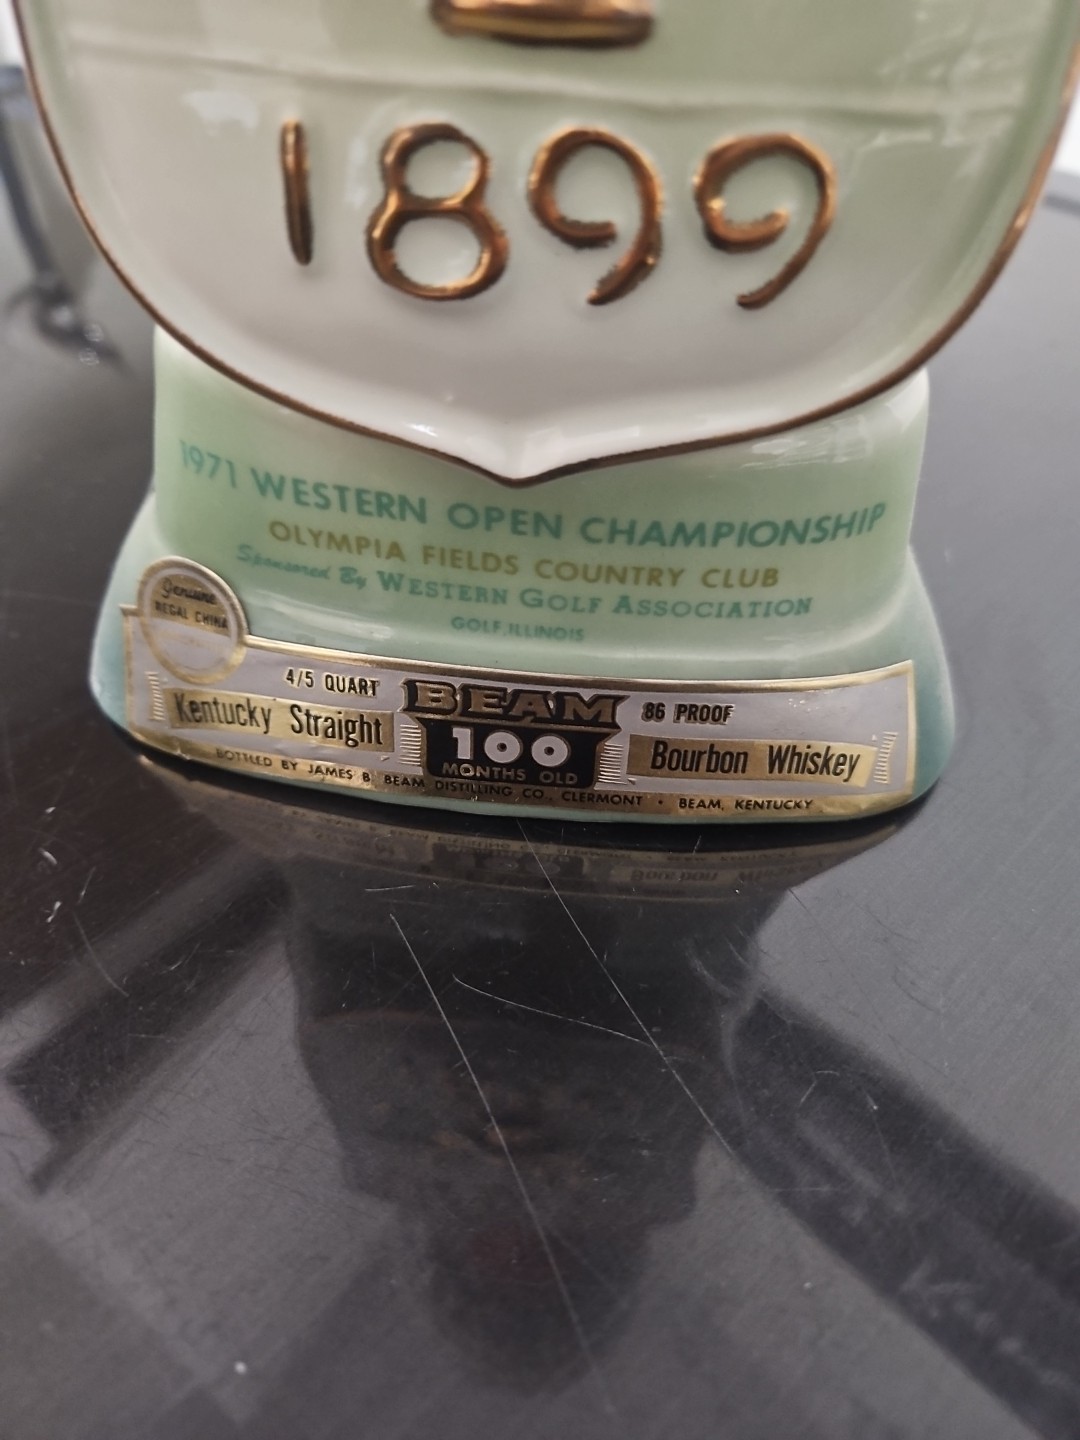 1899
1971 WESTERN OPEN CHAMPIONSHIP
OLYMPIA FIELDS COUNTRY CLUB
Sponsored By WESTERN GOLF ASSOCIATION
GOLF, ILLINOIS
Genuine
REGAL CHINA
4/5 QUART
BEAM
86 PROOF
Kentucky Straight
100
MONTHS OLD
Bourbon Whiskey
BOTTLED BY JAMES B. BEAM DISTILLING CO., CLERMONT • BEAM, KENTUCKY